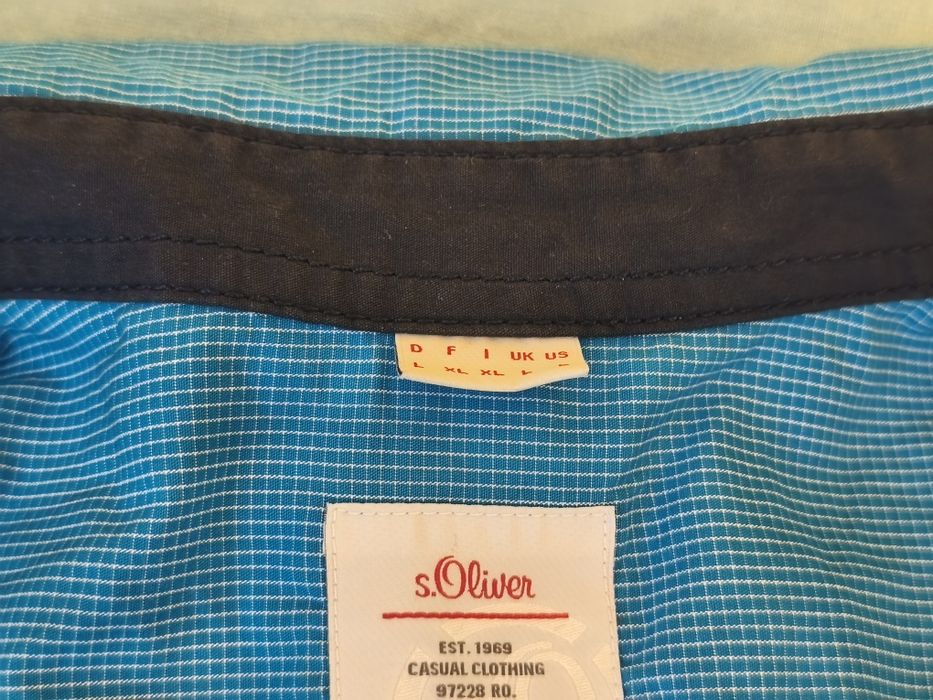 D F I UK US
L XL XL L
s.Oliver
EST. 1969
CASUAL CLOTHING
97228 RO.